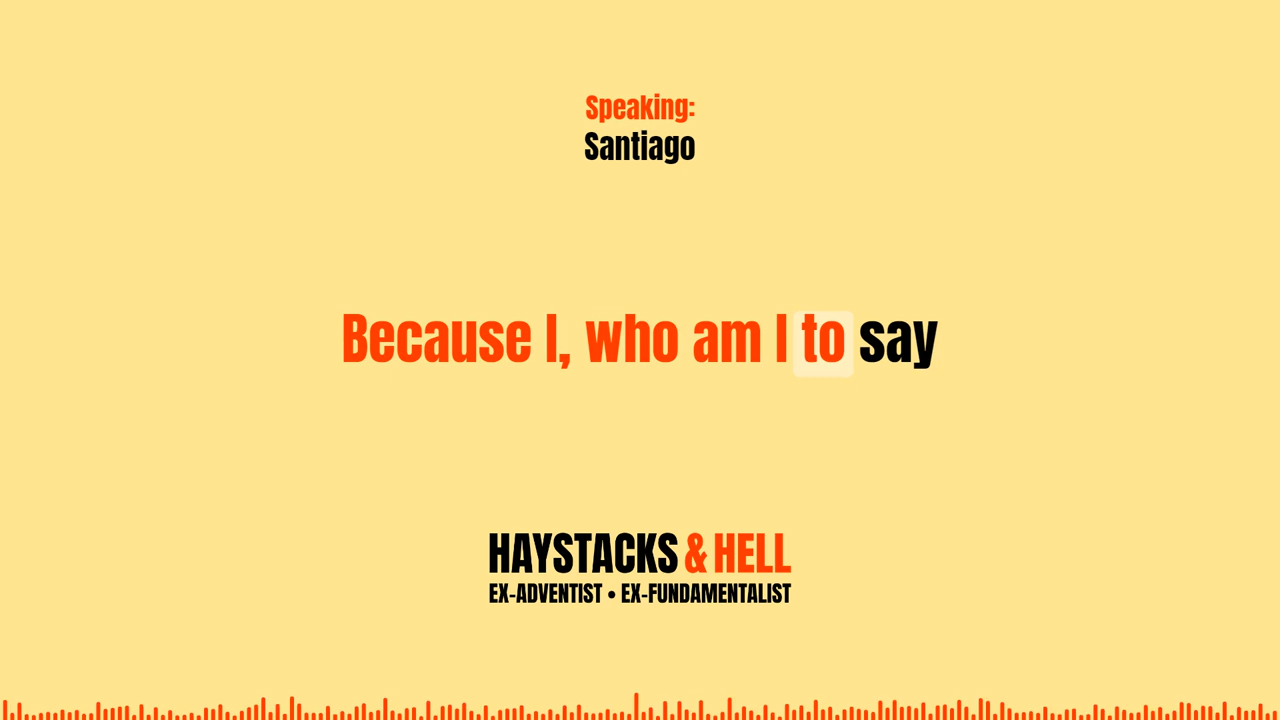 Speaking:
Santiago
Because I, who am I to say
HAYSTACKS & HELL
EX-ADVENTIST • EX-FUNDAMENTALIST